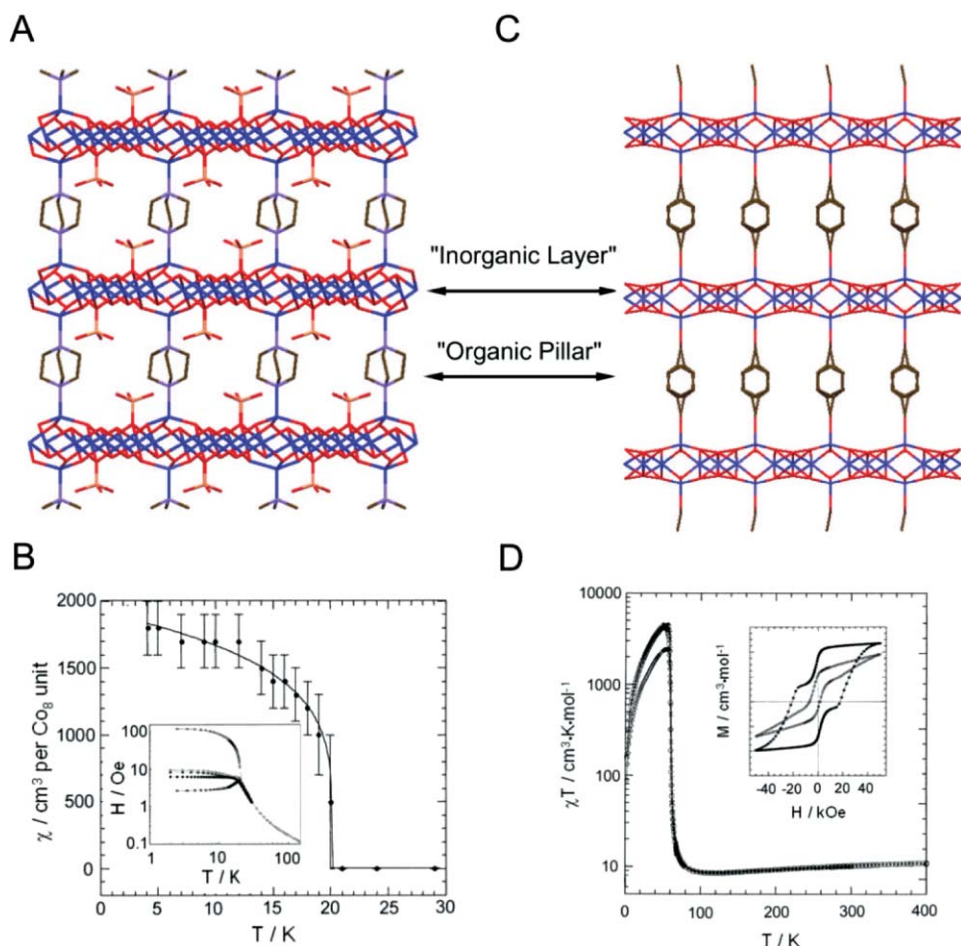 A
C
"Inorganic Layer"
"Organic Pillar"
B
D
2000
1500
1000
500
0
χ / cm³ per Co₈ unit
0 5 10 15 20 25 30
T / K
100
10
1
0.1
H / Oe
1 10 100
T / K
10000
1000
100
10
χT / cm³·K·mol⁻¹
0 100 200 300 400
T / K
M / cm³·mol⁻¹
-40 0 40
H / kOe